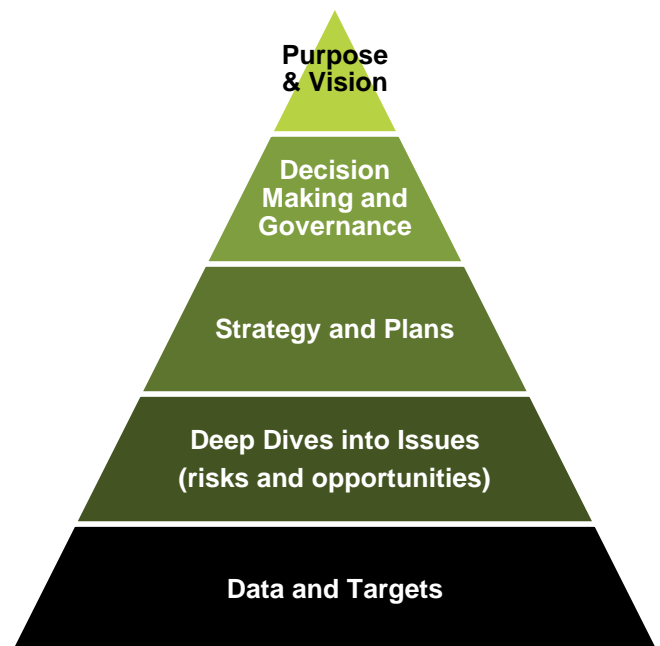 Purpose
& Vision
Decision
Making and
Governance
Strategy and Plans
Deep Dives into Issues
(risks and opportunities)
Data and Targets